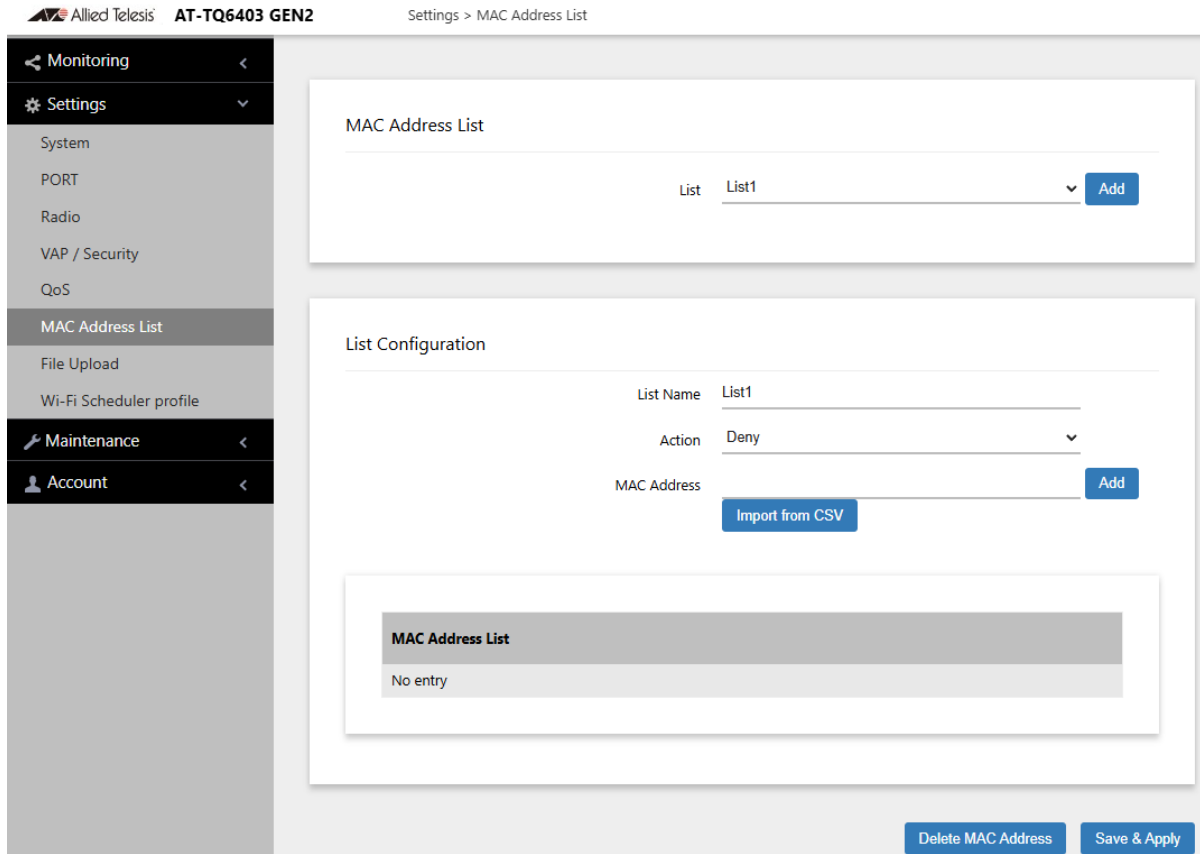 Allied Telesis AT-TQ6403 GEN2 Settings > MAC Address List
Monitoring
Settings
System
PORT
Radio
VAP / Security
QoS
MAC Address List
File Upload
Wi-Fi Scheduler profile
Maintenance
Account
MAC Address List
List List1 Add
List Configuration
List Name List1
Action Deny
MAC Address Add
Import from CSV
MAC Address List
No entry
Delete MAC Address Save & Apply